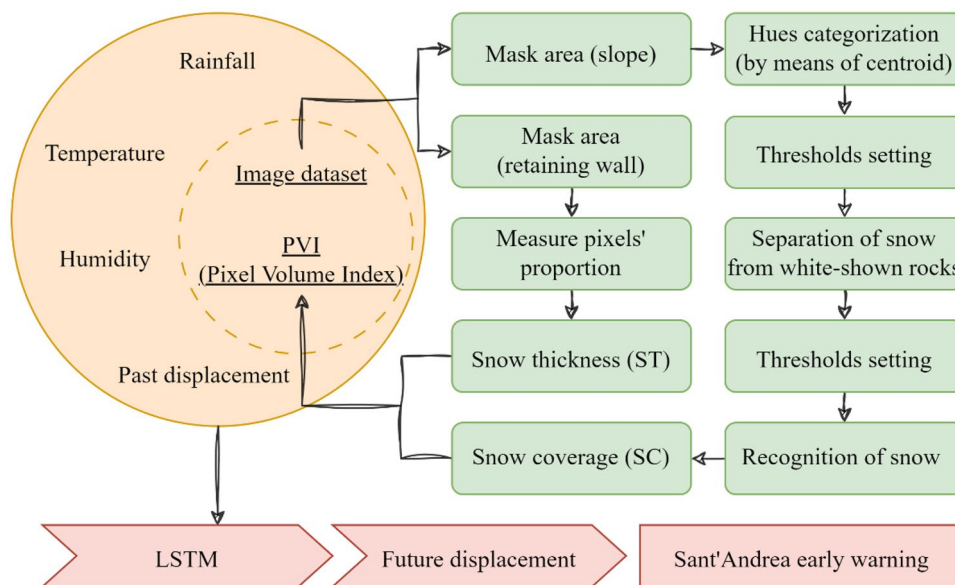 Rainfall
Temperature
Image dataset
Humidity
PVI
(Pixel Volume Index)
Past displacement
Mask area (slope)
Hues categorization
(by means of centroid)
Mask area
(retaining wall)
Thresholds setting
Measure pixels'
proportion
Separation of snow
from white-shown rocks
Snow thickness (ST)
Thresholds setting
Snow coverage (SC)
Recognition of snow
LSTM
Future displacement
Sant'Andrea early warning